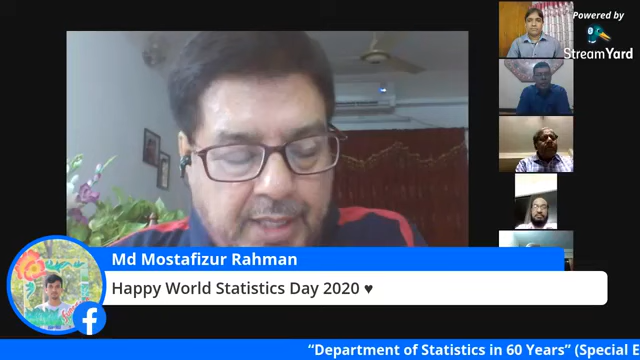 Powered by
StreamYard
Md Mostafizur Rahman
Happy World Statistics Day 2020 ♥
“Department of Statistics in 60 Years” (Special E